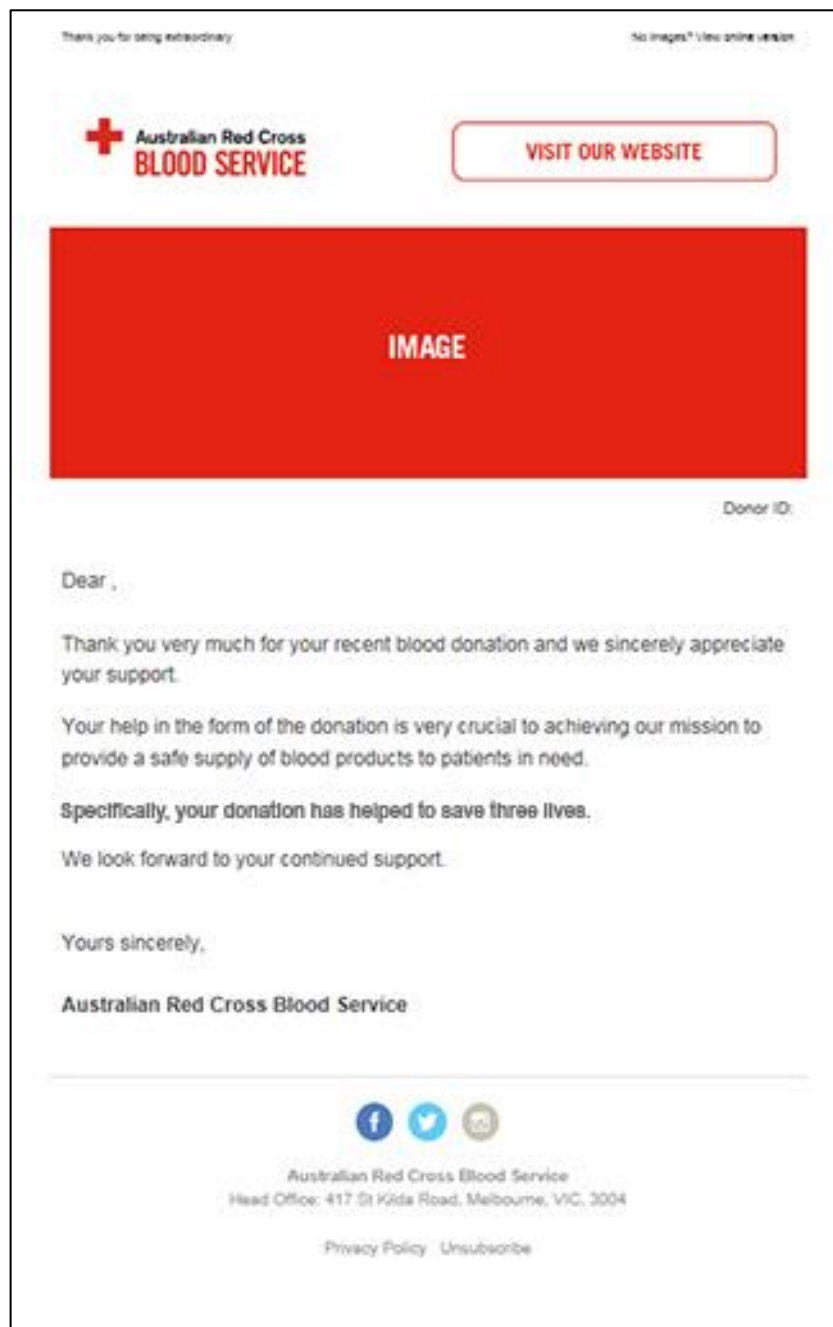 Thank you for being extraordinary
No images? View online version
Australian Red Cross
BLOOD SERVICE
VISIT OUR WEBSITE
IMAGE
Donor ID:
Dear ,
Thank you very much for your recent blood donation and we sincerely appreciate
your support.
Your help in the form of the donation is very crucial to achieving our mission to
provide a safe supply of blood products to patients in need.
Specifically, your donation has helped to save three lives.
We look forward to your continued support.
Yours sincerely,
Australian Red Cross Blood Service
Australian Red Cross Blood Service
Head Office: 417 St Kilda Road, Melbourne, VIC, 3004
Privacy Policy Unsubscribe